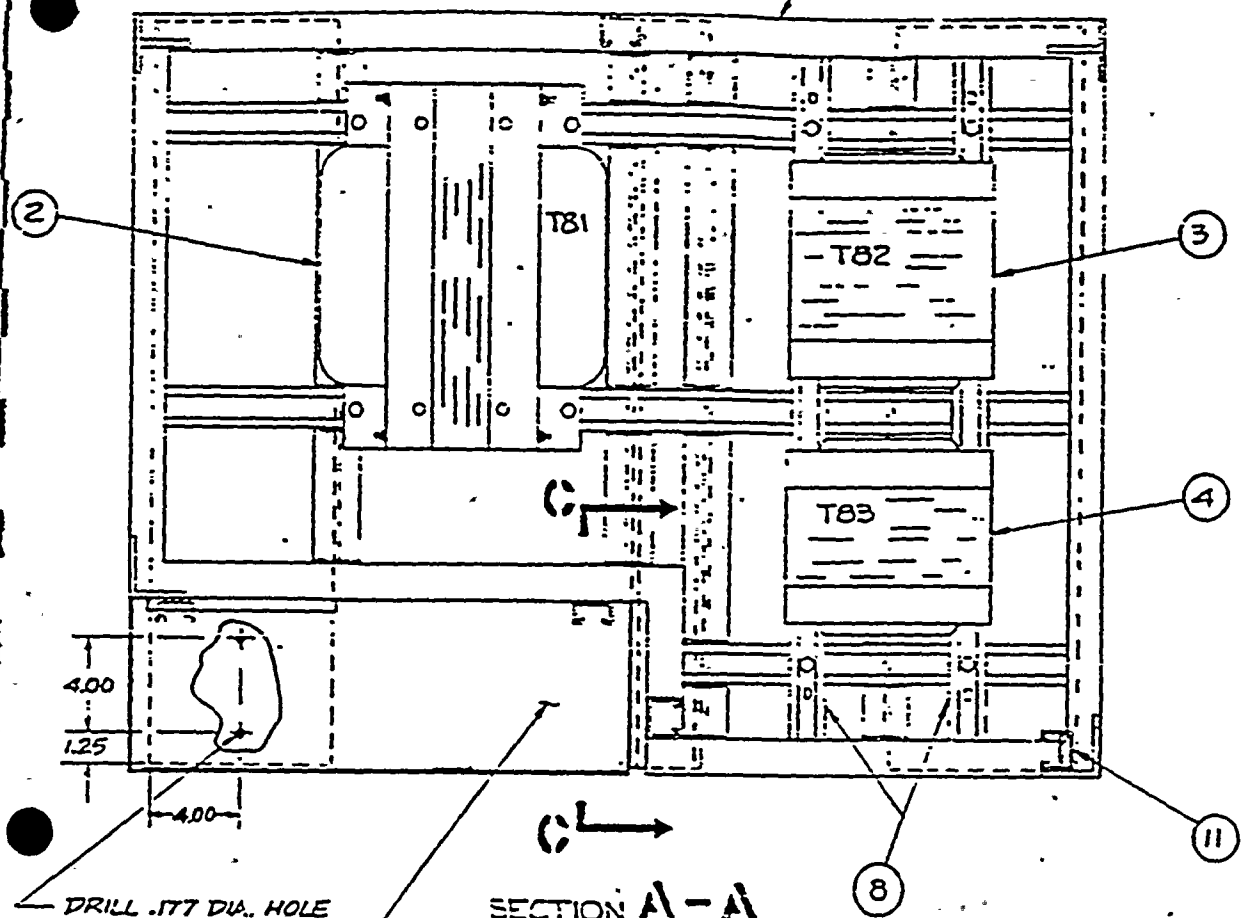 2
T81
T82
3
T83
4
C
4.00
1.25
4.00
C
11
8
DRILL .177 DIA. HOLE
SECTION A-A